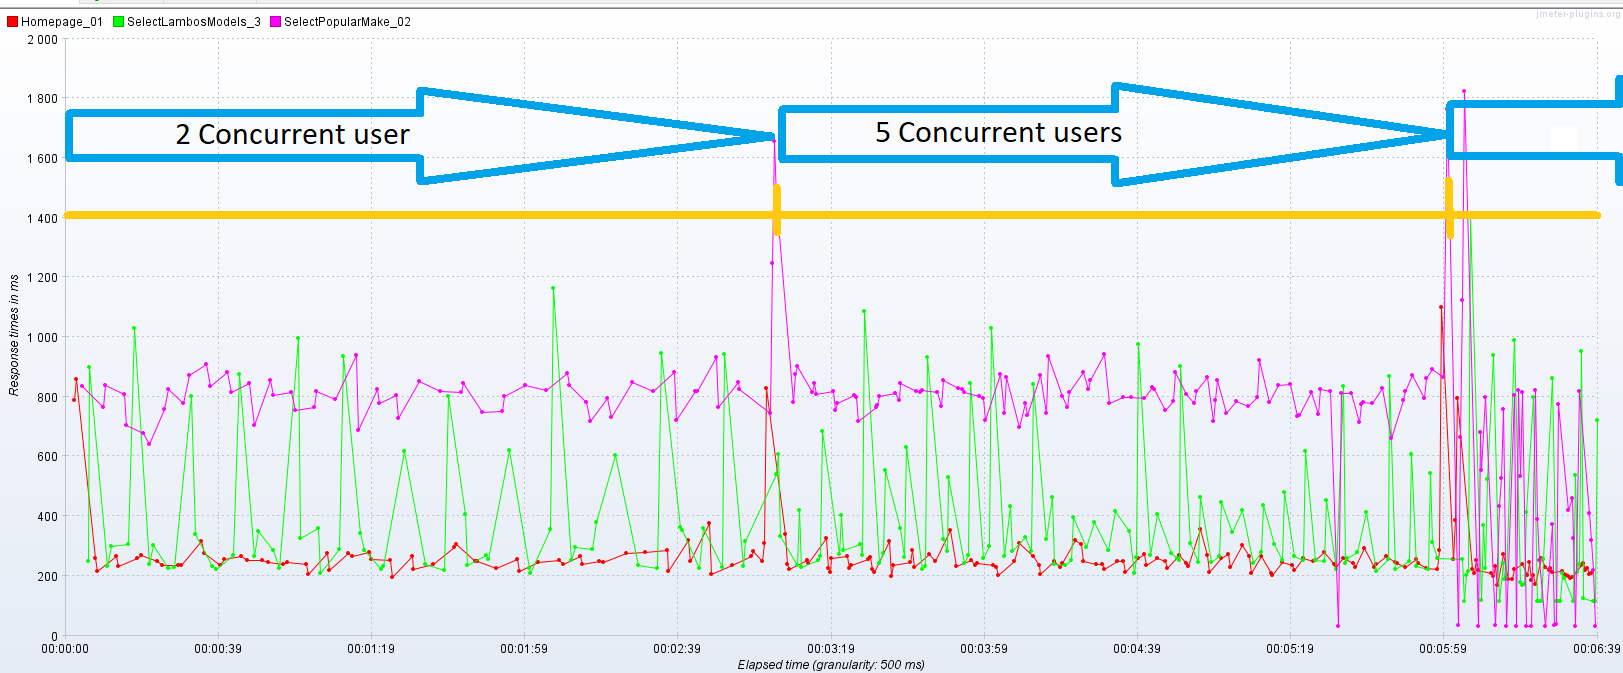 jmeter-plugins.org
Homepage_01 SelectLambosModels_3 SelectPopularMake_02
2 000
1 800
1 600
1 400
1 200
1 000
800
600
400
200
0
Response times in ms
2 Concurrent user
5 Concurrent users
00:00:00 00:00:39 00:01:19 00:01:59 00:02:39 00:03:19 00:03:59 00:04:39 00:05:19 00:05:59 00:06:39
Elapsed time (granularity: 500 ms)